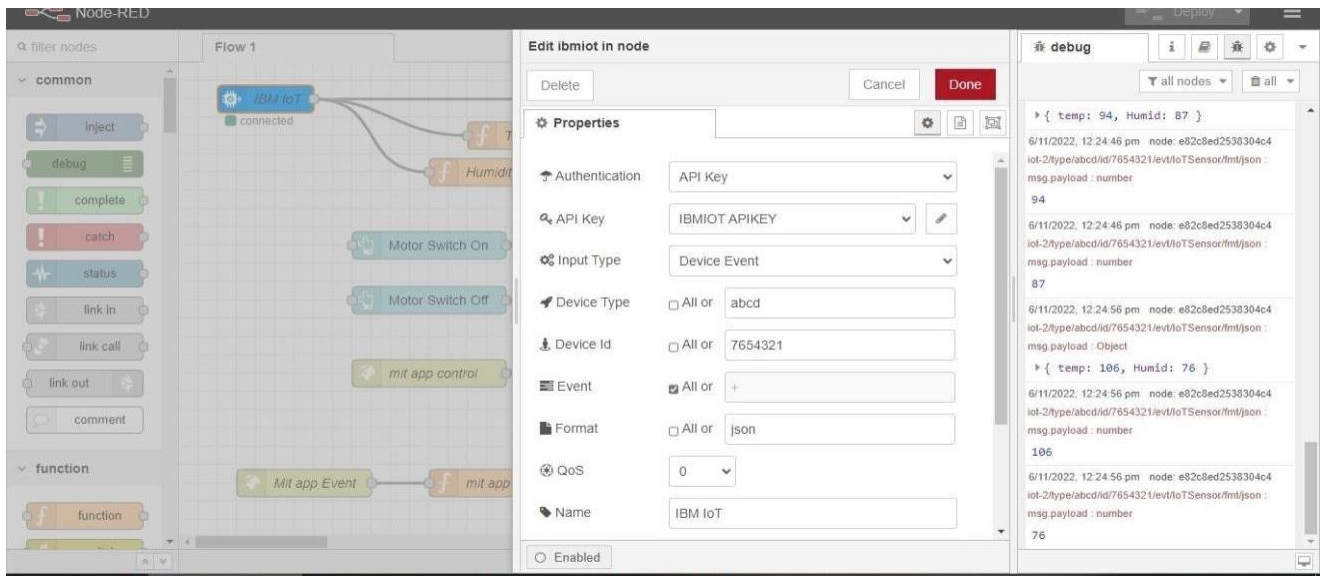 Node-RED
Deploy
filter nodes
common
inject
debug
complete
catch
status
link in
link call
link out
comment
function
function
Flow 1
IBM IoT
connected
T
Humidit
Motor Switch On
Motor Switch Off
mit app control
Mit app Event
mit app
Edit ibmiot in node
Delete
Cancel
Done
Properties
Authentication
API Key
API Key
IBMIOT APIKEY
Input Type
Device Event
Device Type
All or
abcd
Device Id
All or
7654321
Event
All or
+
Format
All or
json
QoS
0
Name
IBM IoT
Enabled
debug
i
all nodes
all
{ temp: 94, Humid: 87 }
6/11/2022, 12:24:46 pm node: e82c8ed2538304c4
iot-2/type/abcd/id/7654321/evt/IoTSensor/fmt/json :
msg.payload : number
94
6/11/2022, 12:24:46 pm node: e82c8ed2538304c4
iot-2/type/abcd/id/7654321/evt/IoTSensor/fmt/json :
msg.payload : number
87
6/11/2022, 12:24:56 pm node: e82c8ed2538304c4
iot-2/type/abcd/id/7654321/evt/IoTSensor/fmt/json :
msg.payload : Object
{ temp: 106, Humid: 76 }
6/11/2022, 12:24:56 pm node: e82c8ed2538304c4
iot-2/type/abcd/id/7654321/evt/IoTSensor/fmt/json :
msg.payload : number
106
6/11/2022, 12:24:56 pm node: e82c8ed2538304c4
iot-2/type/abcd/id/7654321/evt/IoTSensor/fmt/json :
msg.payload : number
76